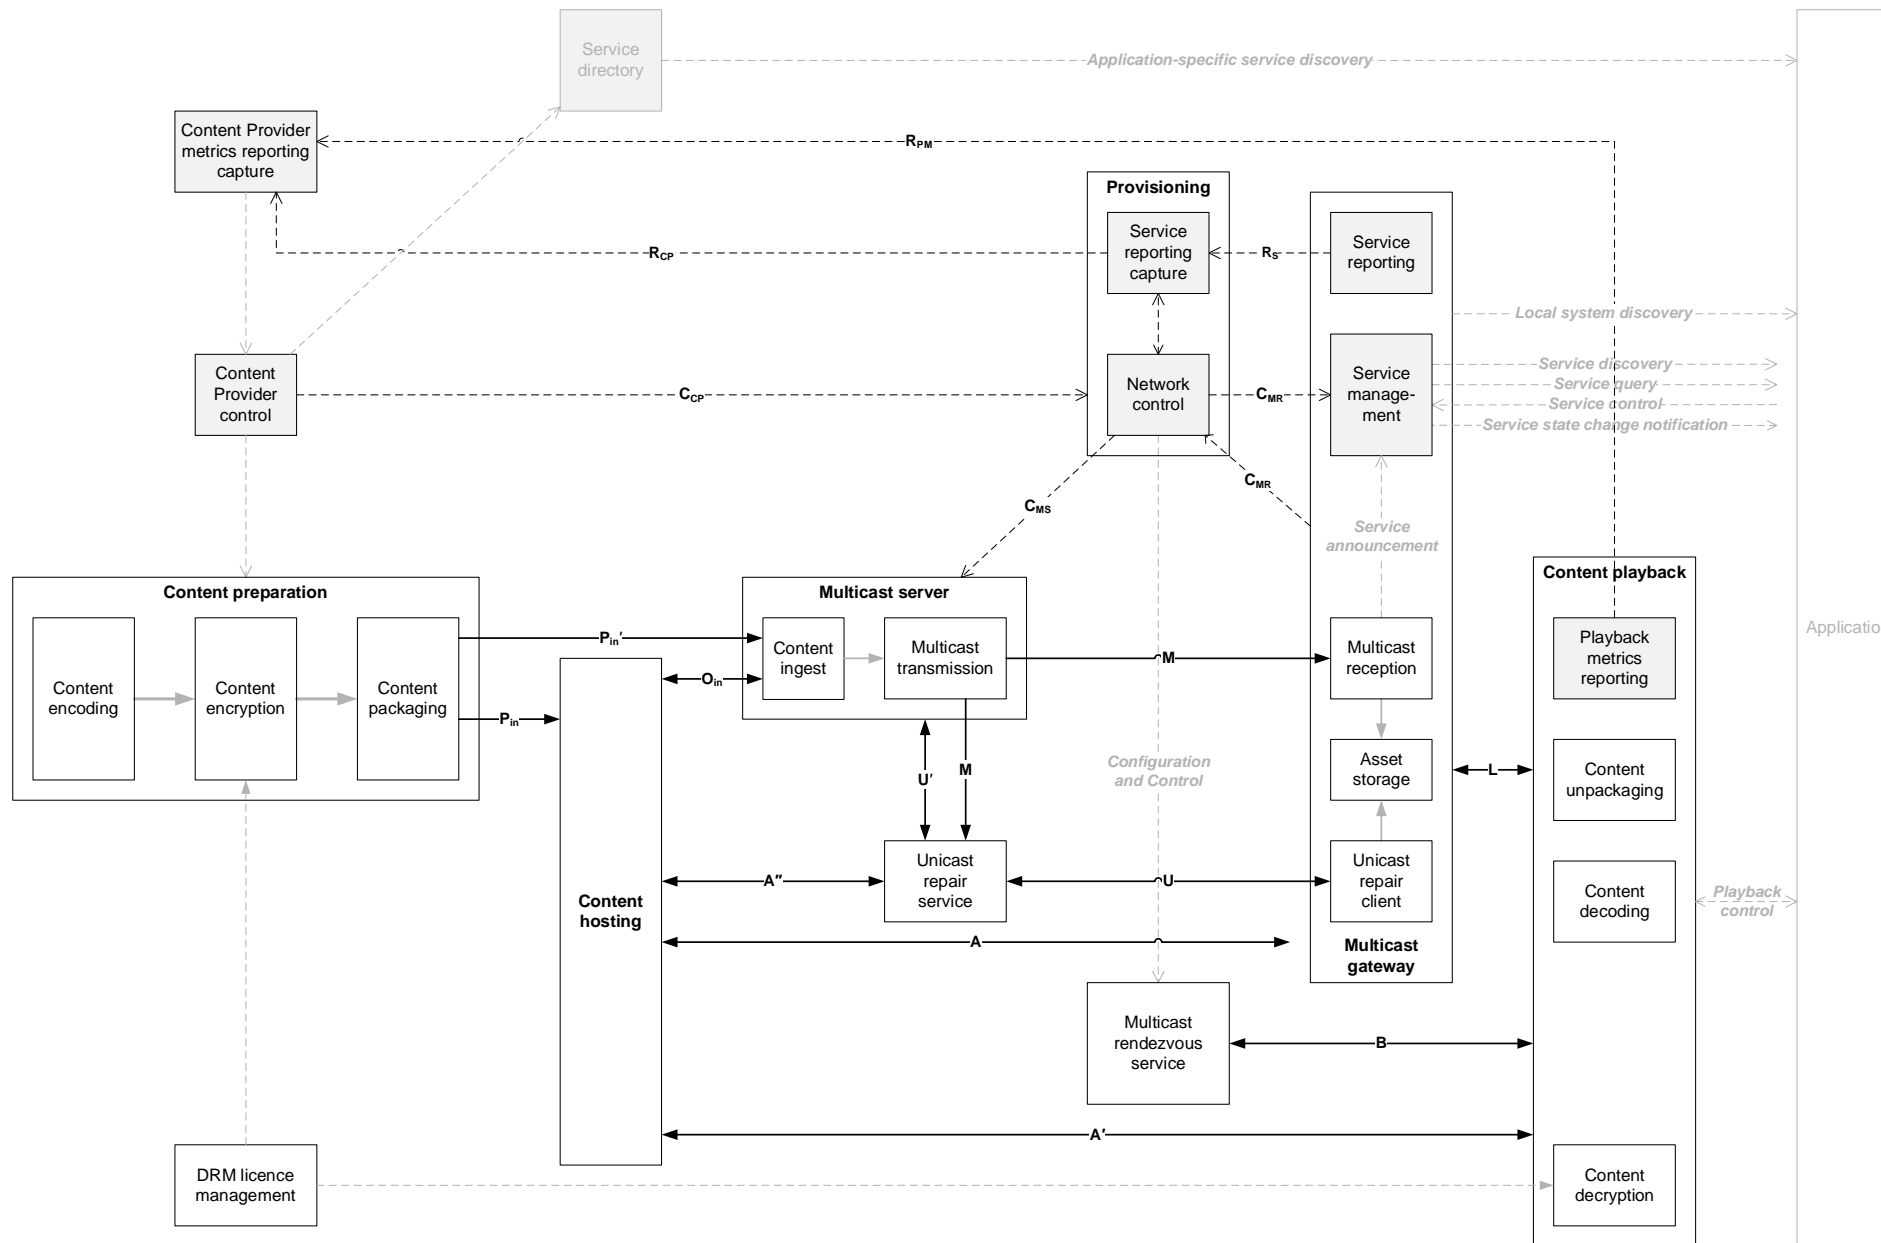 Service
directory
Application-specific service discovery
Content Provider
metrics reporting
capture
RPM
Provisioning
Service
reporting
capture
RCP
RS
Service
reporting
Local system discovery
Content
Provider
control
CCP
Network
control
CMR
Service
manage-
ment
Service discovery
Service query
Service control
Service state change notification
CMR
CMS
Service
announcement
Content preparation
Multicast server
Content playback
Content
encoding
Content
encryption
Content
packaging
Pin′
Pin
Oin
Content
ingest
Multicast
transmission
M
Multicast
reception
Playback
metrics
reporting
Applicatio
U′
M
Configuration
and Control
Asset
storage
L
Content
unpackaging
Content
hosting
A″
Unicast
repair
service
U
Unicast
repair
client
Content
decoding
Playback
control
A
Multicast
gateway
Multicast
rendezvous
service
B
A′
DRM licence
management
Content
decryption